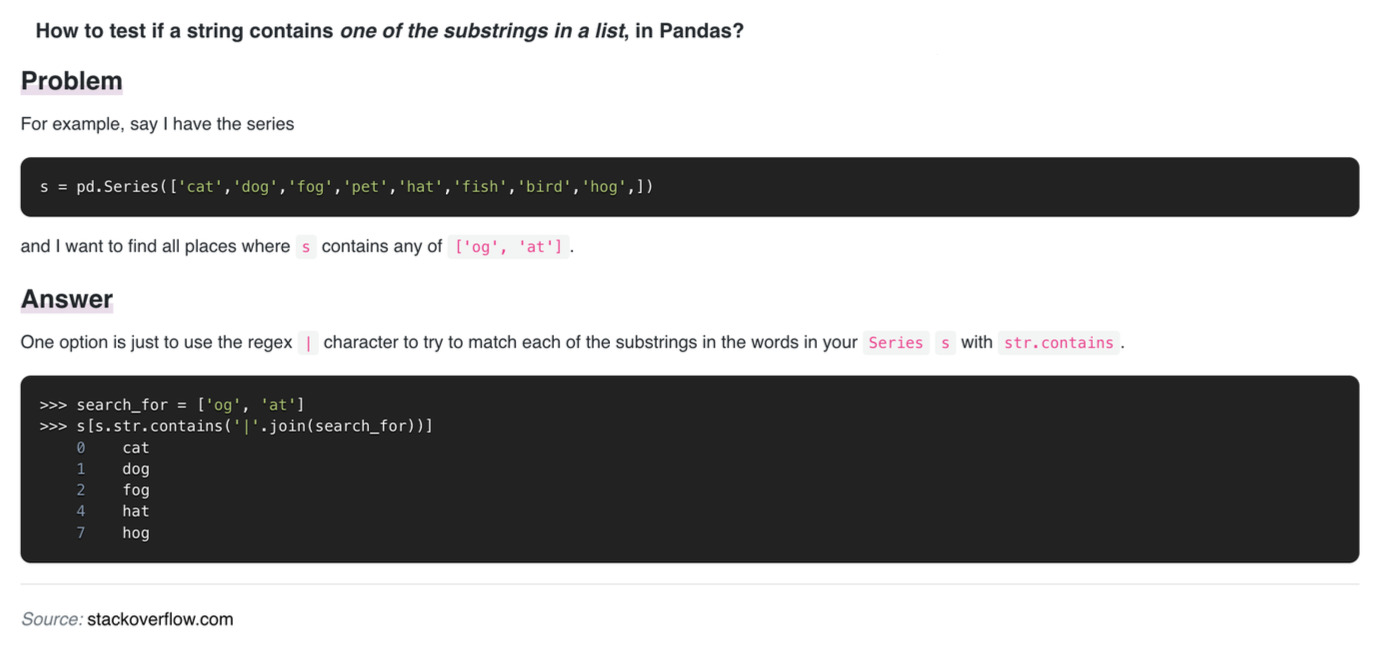 How to test if a string contains one of the substrings in a list, in Pandas?
Problem
For example, say I have the series
s = pd.Series(['cat','dog','fog','pet','hat','fish','bird','hog',])
and I want to find all places where s contains any of ['og', 'at'] .
Answer
One option is just to use the regex | character to try to match each of the substrings in the words in your Series s with str.contains .
>>> search_for = ['og', 'at']
>>> s[s.str.contains('|'.join(search_for))]
0 cat
1 dog
2 fog
4 hat
7 hog
Source: stackoverflow.com